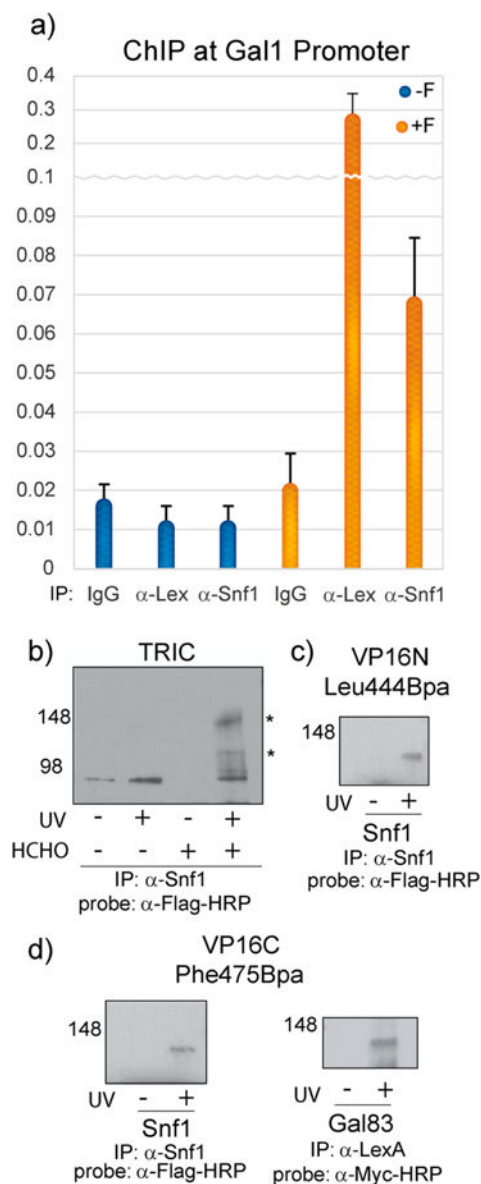 a)
ChIP at Gal1 Promoter
0.4
0.3
0.2
0.1
0.09
0.08
0.07
0.06
0.05
0.04
0.03
0.02
0.01
0
-F
+F
IP: IgG α-Lex α-Snf1 IgG α-Lex α-Snf1
b)
TRIC
148
98
*
*
UV - + - +
HCHO - - + +
IP: α-Snf1
probe: α-Flag-HRP
c)
VP16N
Leu444Bpa
148
UV - +
Snf1
IP: α-Snf1
probe: α-Flag-HRP
d)
VP16C
Phe475Bpa
148
UV - +
Snf1
IP: α-Snf1
probe: α-Flag-HRP
148
UV - +
Gal83
IP: α-LexA
probe: α-Myc-HRP